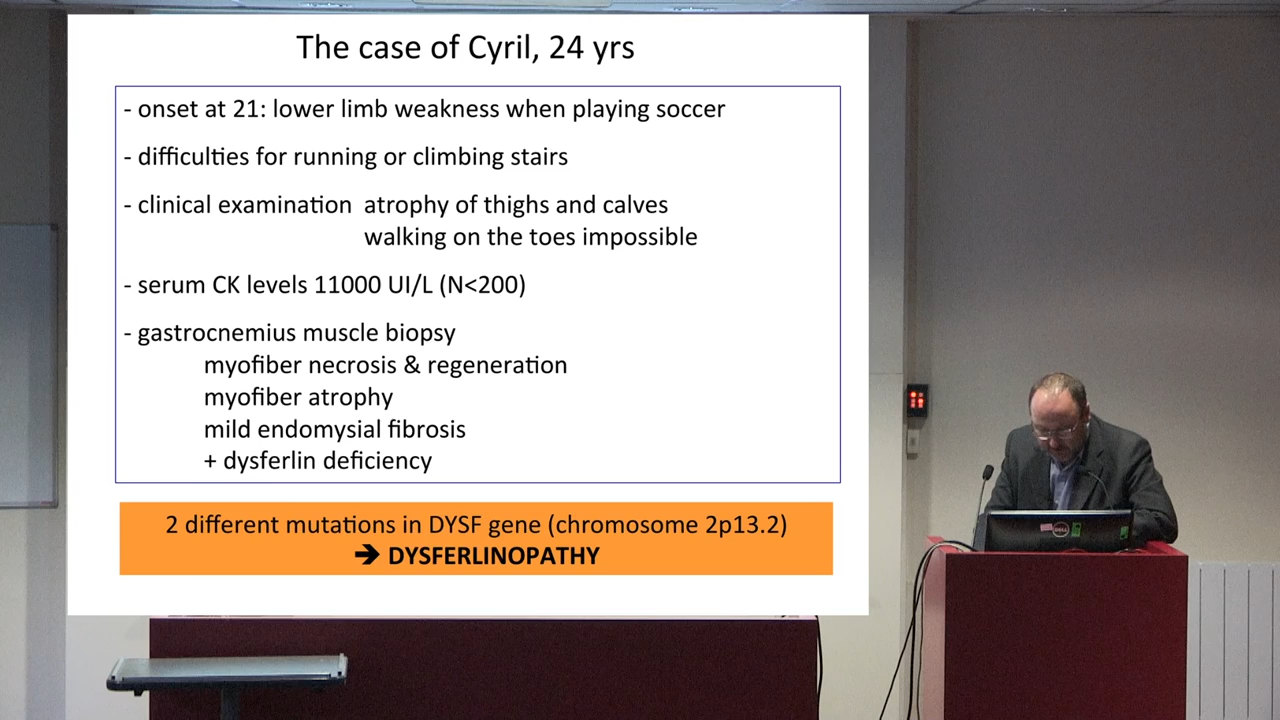 The case of Cyril, 24 yrs
- onset at 21: lower limb weakness when playing soccer
- difficulties for running or climbing stairs
- clinical examination atrophy of thighs and calves
walking on the toes impossible
- serum CK levels 11000 UI/L (N<200)
- gastrocnemius muscle biopsy
myofiber necrosis & regeneration
myofiber atrophy
mild endomysial fibrosis
+ dysferlin deficiency
2 different mutations in DYSF gene (chromosome 2p13.2)
➔ DYSFERLINOPATHY
DELL